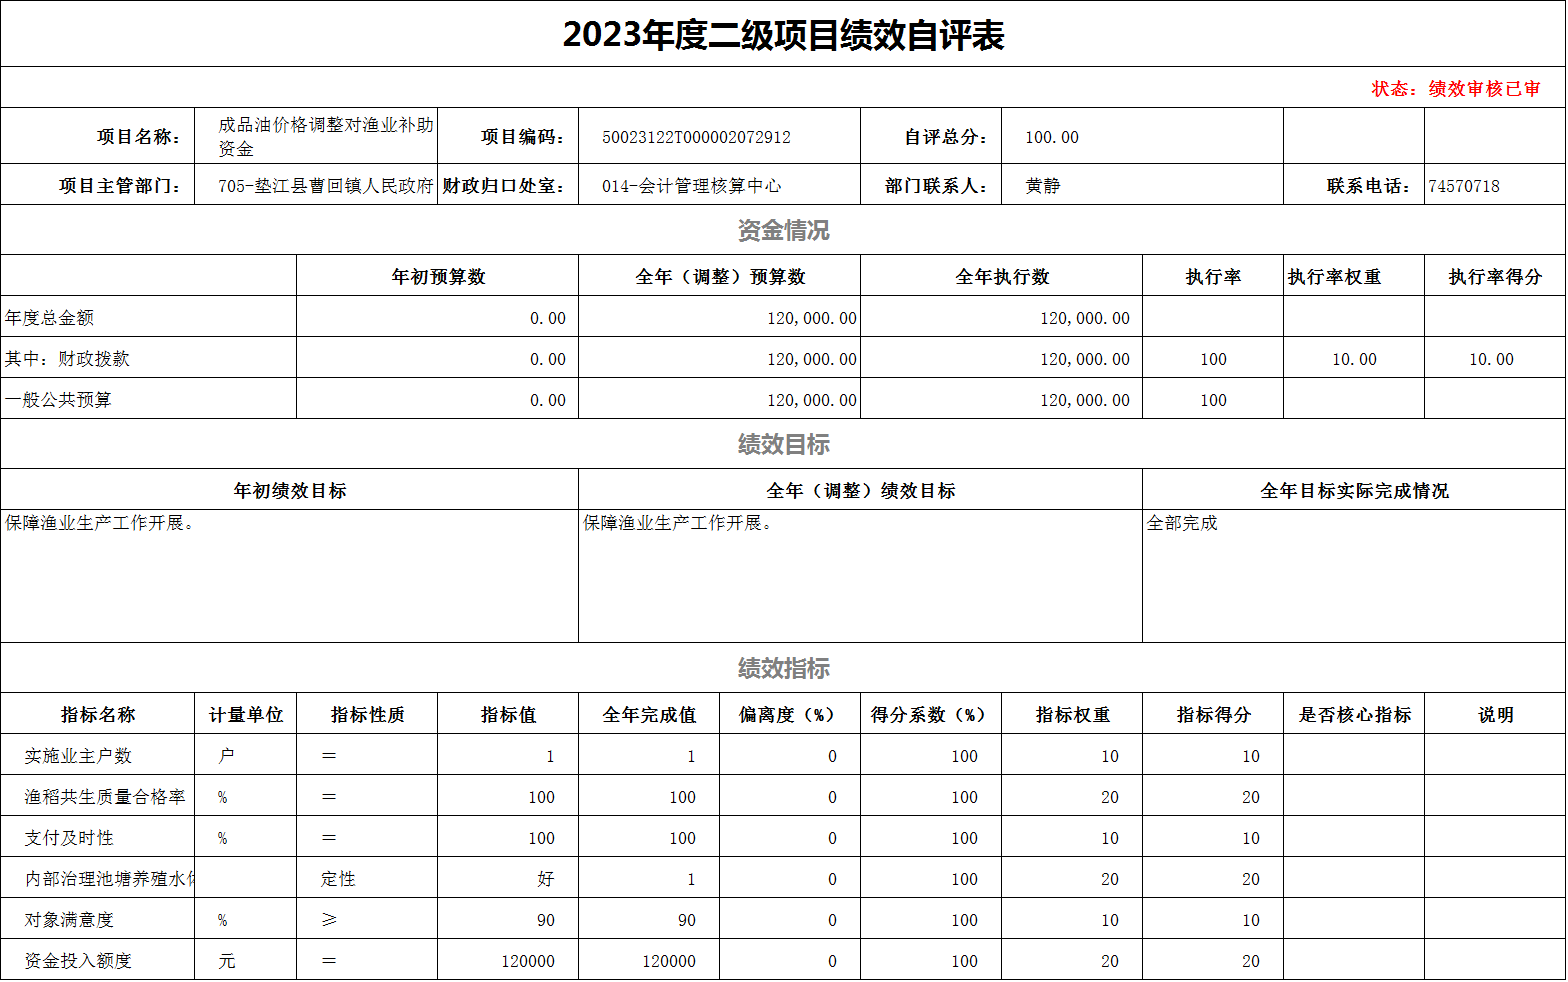 2023年度二级项目绩效自评表
状态：绩效审核已审
项目名称： 成品油价格调整对渔业补助资金 项目编码： 50023122T000002072912 自评总分： 100.00
项目主管部门： 705-垫江县曹回镇人民政府 财政归口处室： 014-会计管理核算中心 部门联系人： 黄静 联系电话： 74570718
资金情况
年初预算数 全年（调整）预算数 全年执行数 执行率 执行率权重 执行率得分
年度总金额 0.00 120,000.00 120,000.00
其中：财政拨款 0.00 120,000.00 120,000.00 100 10.00 10.00
一般公共预算 0.00 120,000.00 120,000.00 100
绩效目标
年初绩效目标 全年（调整）绩效目标 全年目标实际完成情况
保障渔业生产工作开展。 保障渔业生产工作开展。 全部完成
绩效指标
指标名称 计量单位 指标性质 指标值 全年完成值 偏离度（%） 得分系数（%） 指标权重 指标得分 是否核心指标 说明
实施业主户数 户 ＝ 1 1 0 100 10 10
渔稻共生质量合格率 % ＝ 100 100 0 100 20 20
支付及时性 % ＝ 100 100 0 100 10 10
内部治理池塘养殖水 定性 好 1 0 100 20 20
对象满意度 % ≥ 90 90 0 100 10 10
资金投入额度 元 ＝ 120000 120000 0 100 20 20